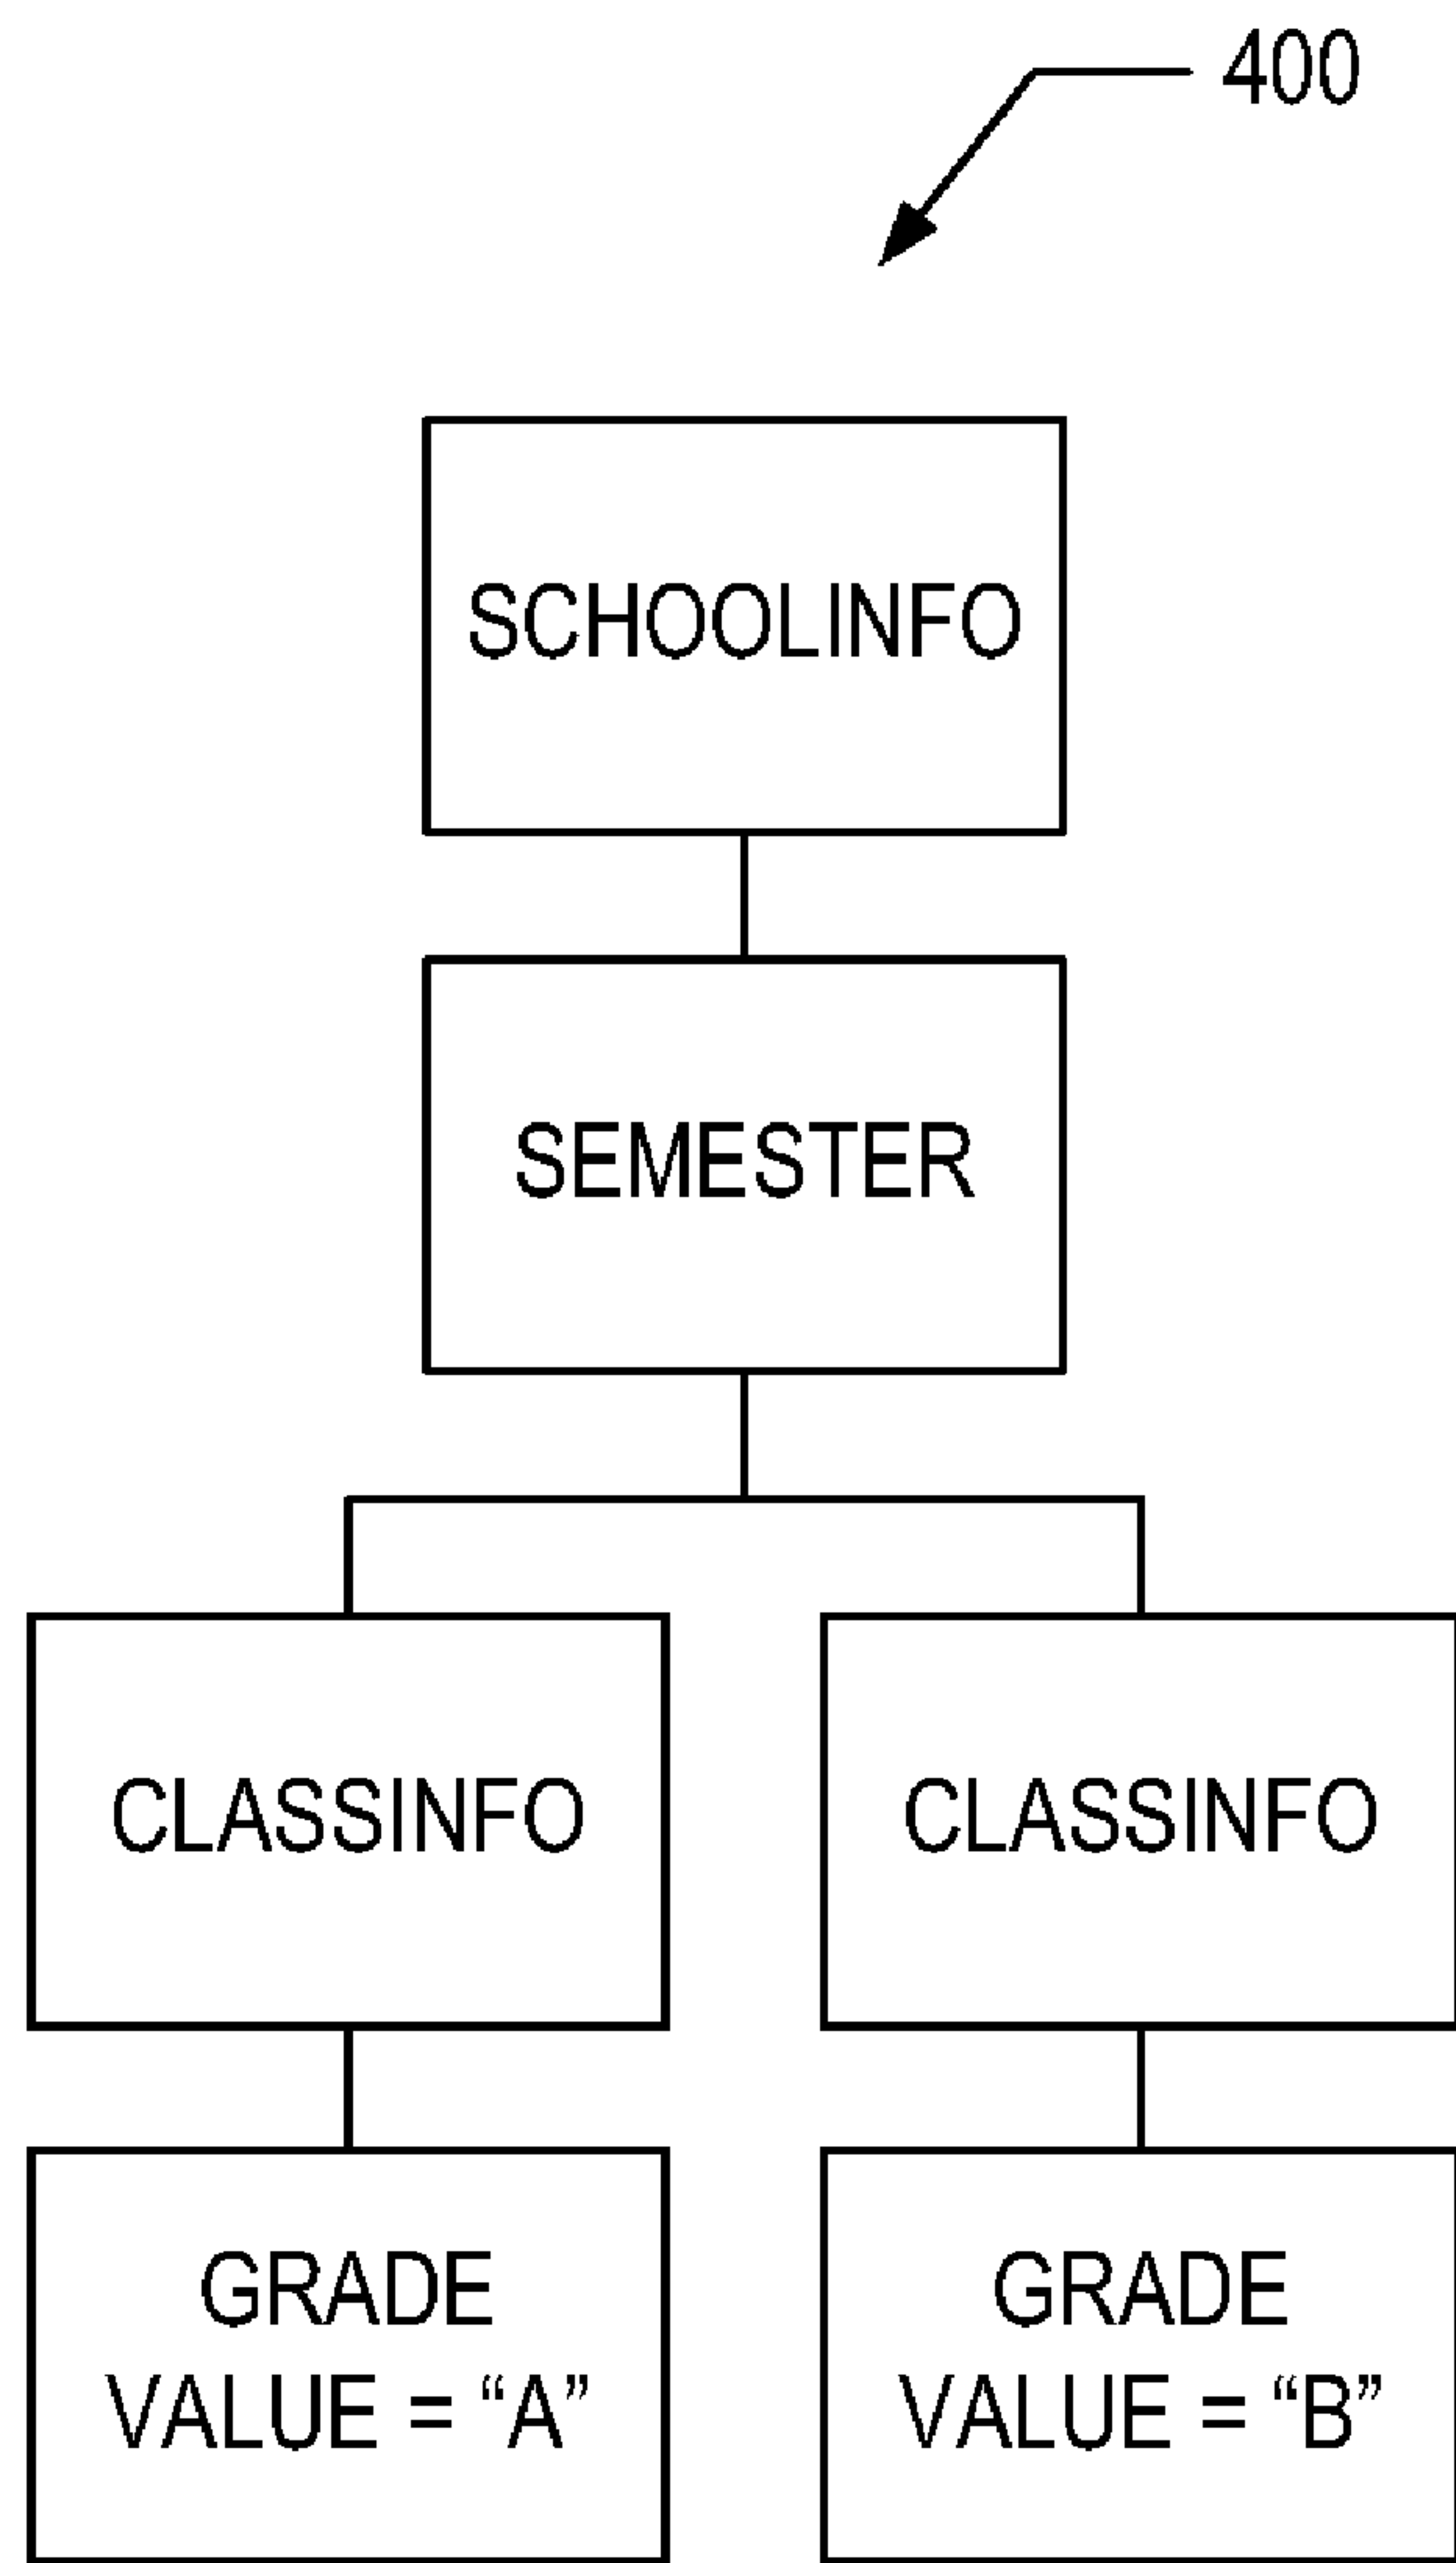 400
SCHOOLINFO
SEMESTER
CLASSINFO
CLASSINFO
GRADE
VALUE = “A”
GRADE
VALUE = “B”